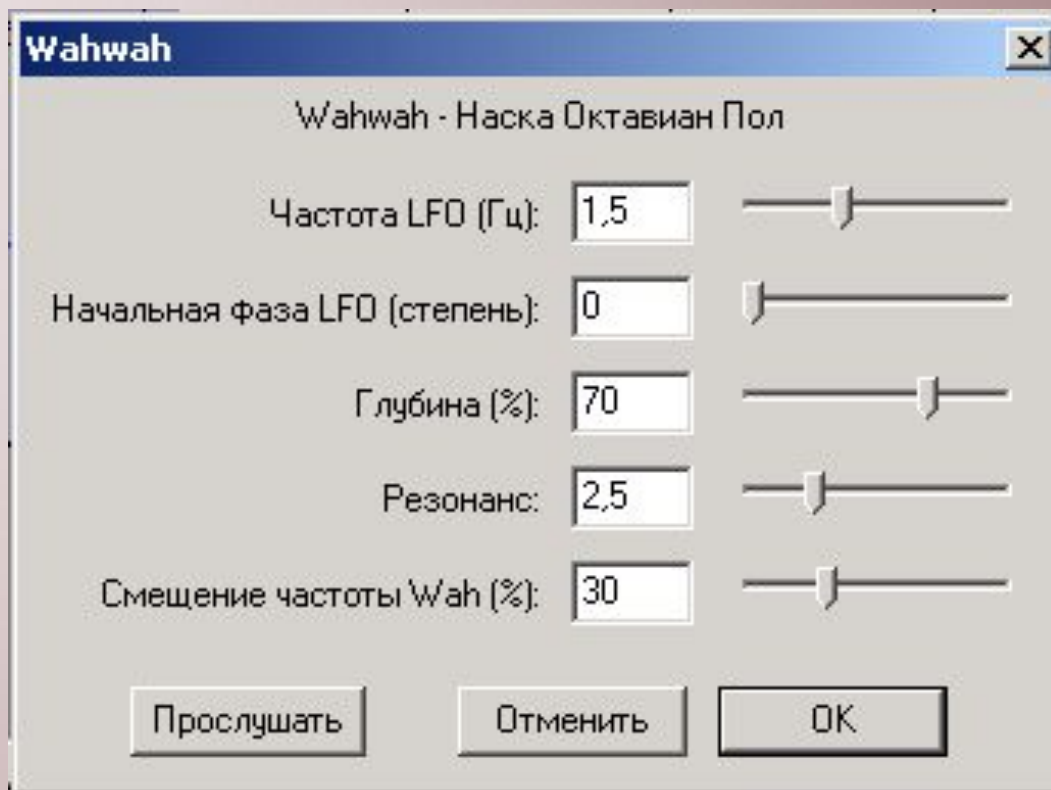 Wahwah
Wahwah - Наска Октавиан Пол
Частота LFO (Гц): 1,5
Начальная фаза LFO (степень): 0
Глубина (%): 70
Резонанс: 2,5
Смещение частоты Wah (%): 30
Прослушать Отменить OK